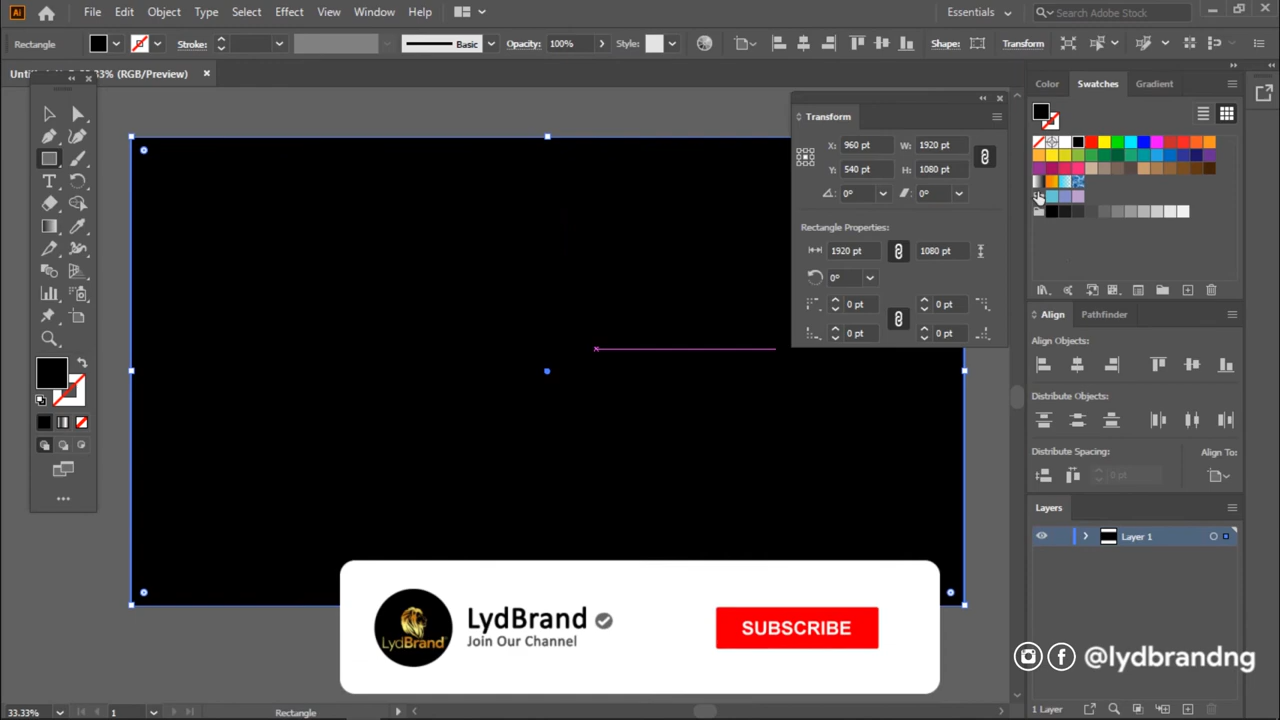 Ai File Edit Object Type Select Effect View Window Help Essentials Search Adobe Stock
Rectangle Stroke: Basic Opacity: 100% Style: Shape: Transform
(RGB/Preview) ×
Color Swatches Gradient
Transform
X: 960 pt W: 1920 pt
Y: 540 pt H: 1080 pt
0° 0°
Rectangle Properties:
1920 pt 1080 pt
0°
0 pt 0 pt
0 pt 0 pt
Align Pathfinder
Align Objects:
Distribute Objects:
Distribute Spacing: Align To:
0 pt
Layers
Layer 1
LydBrand
LydBrand
Join Our Channel
SUBSCRIBE
@lydbrandng
33.33% 1 Rectangle 1 Layer